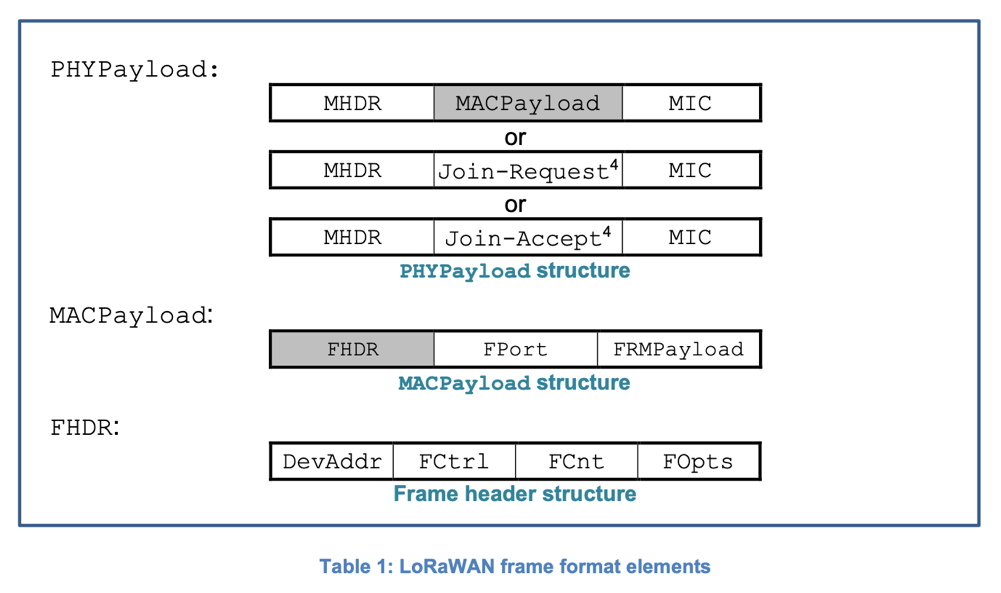 PHYPayload:
MHDR MACPayload MIC
or
MHDR Join-Request⁴ MIC
or
MHDR Join-Accept⁴ MIC
PHYPayload structure
MACPayload:
FHDR FPort FRMPayload
MACPayload structure
FHDR:
DevAddr FCtrl FCnt FOpts
Frame header structure
Table 1: LoRaWAN frame format elements